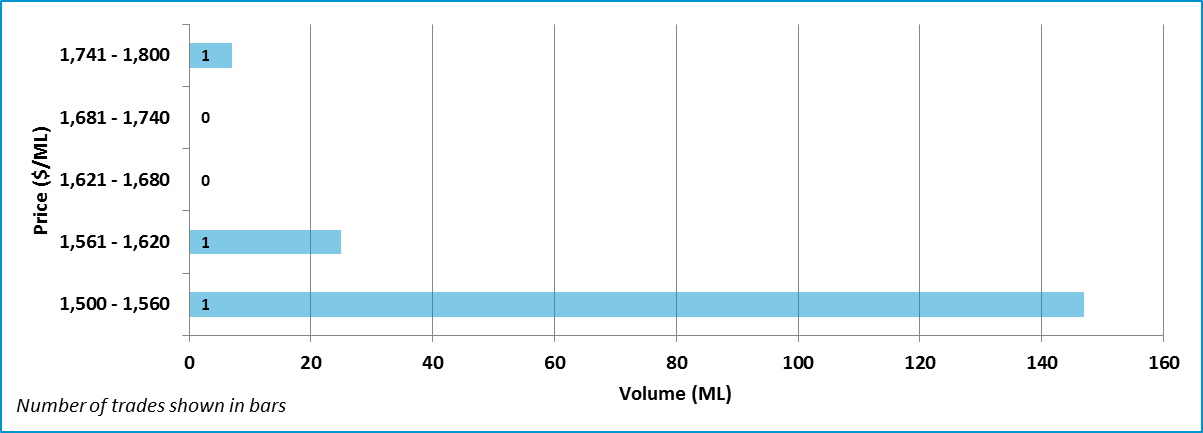 Price ($/ML)
1,741 - 1,800 1
1,681 - 1,740 0
1,621 - 1,680 0
1,561 - 1,620 1
1,500 - 1,560 1
0 20 40 60 80 100 120 140 160
Volume (ML)
Number of trades shown in bars